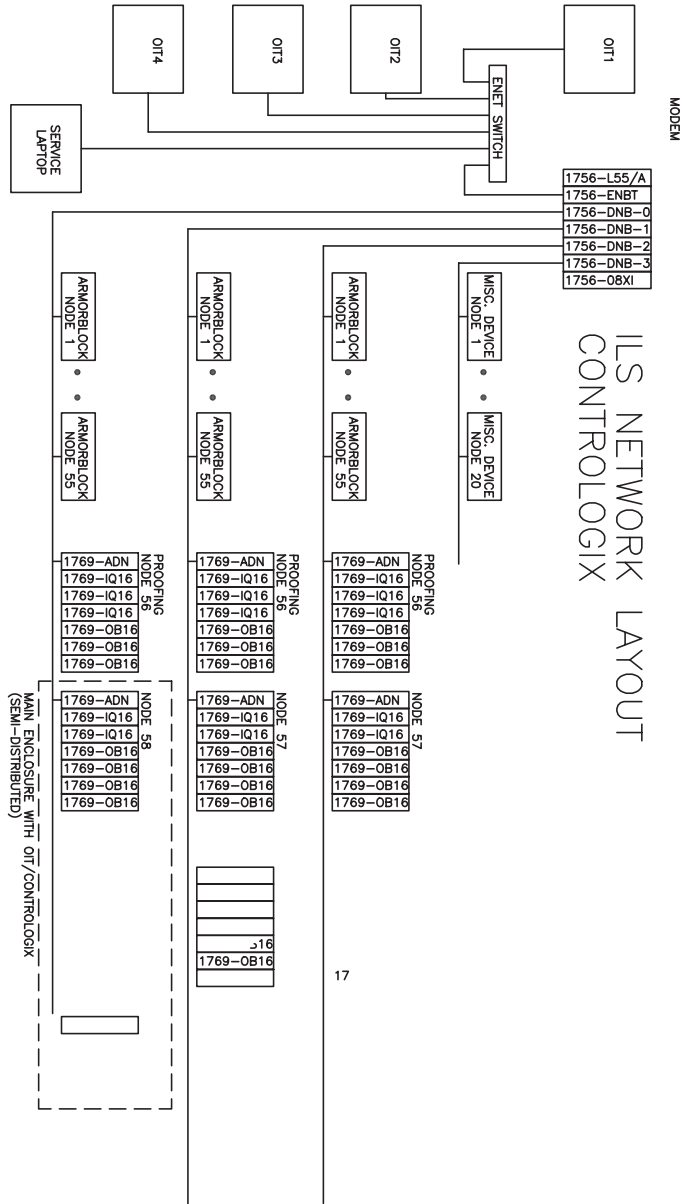 MODEM
OIT1
OIT2
OIT3
OIT4
ENET SWITCH
SERVICE
LAPTOP
1756-L55/A
1756-ENBT
1756-DNB-0
1756-DNB-1
1756-DNB-2
1756-DNB-3
1756-08XI
ILS NETWORK LAYOUT
CONTROLOGIX
MISC. DEVICE
NODE 1
MISC. DEVICE
NODE 20
ARMORBLOCK
NODE 1
ARMORBLOCK
NODE 55
PROOFING
NODE 56
1769-ADN
1769-IQ16
1769-IQ16
1769-IQ16
1769-OB16
1769-OB16
1769-OB16
NODE 57
1769-ADN
1769-IQ16
1769-IQ16
1769-OB16
1769-OB16
1769-OB16
1769-OB16
17
ARMORBLOCK
NODE 1
ARMORBLOCK
NODE 55
PROOFING
NODE 56
1769-ADN
1769-IQ16
1769-IQ16
1769-IQ16
1769-OB16
1769-OB16
1769-OB16
NODE 57
1769-ADN
1769-IQ16
1769-IQ16
1769-OB16
1769-OB16
1769-OB16
1769-OB16
16
1769-OB16
ARMORBLOCK
NODE 1
ARMORBLOCK
NODE 55
PROOFING
NODE 56
1769-ADN
1769-IQ16
1769-IQ16
1769-IQ16
1769-OB16
1769-OB16
1769-OB16
NODE 58
1769-ADN
1769-IQ16
1769-IQ16
1769-OB16
1769-OB16
1769-OB16
1769-OB16
MAIN ENCLOSURE WITH OIT/CONTROLOGIX
(SEMI-DISTRIBUTED)